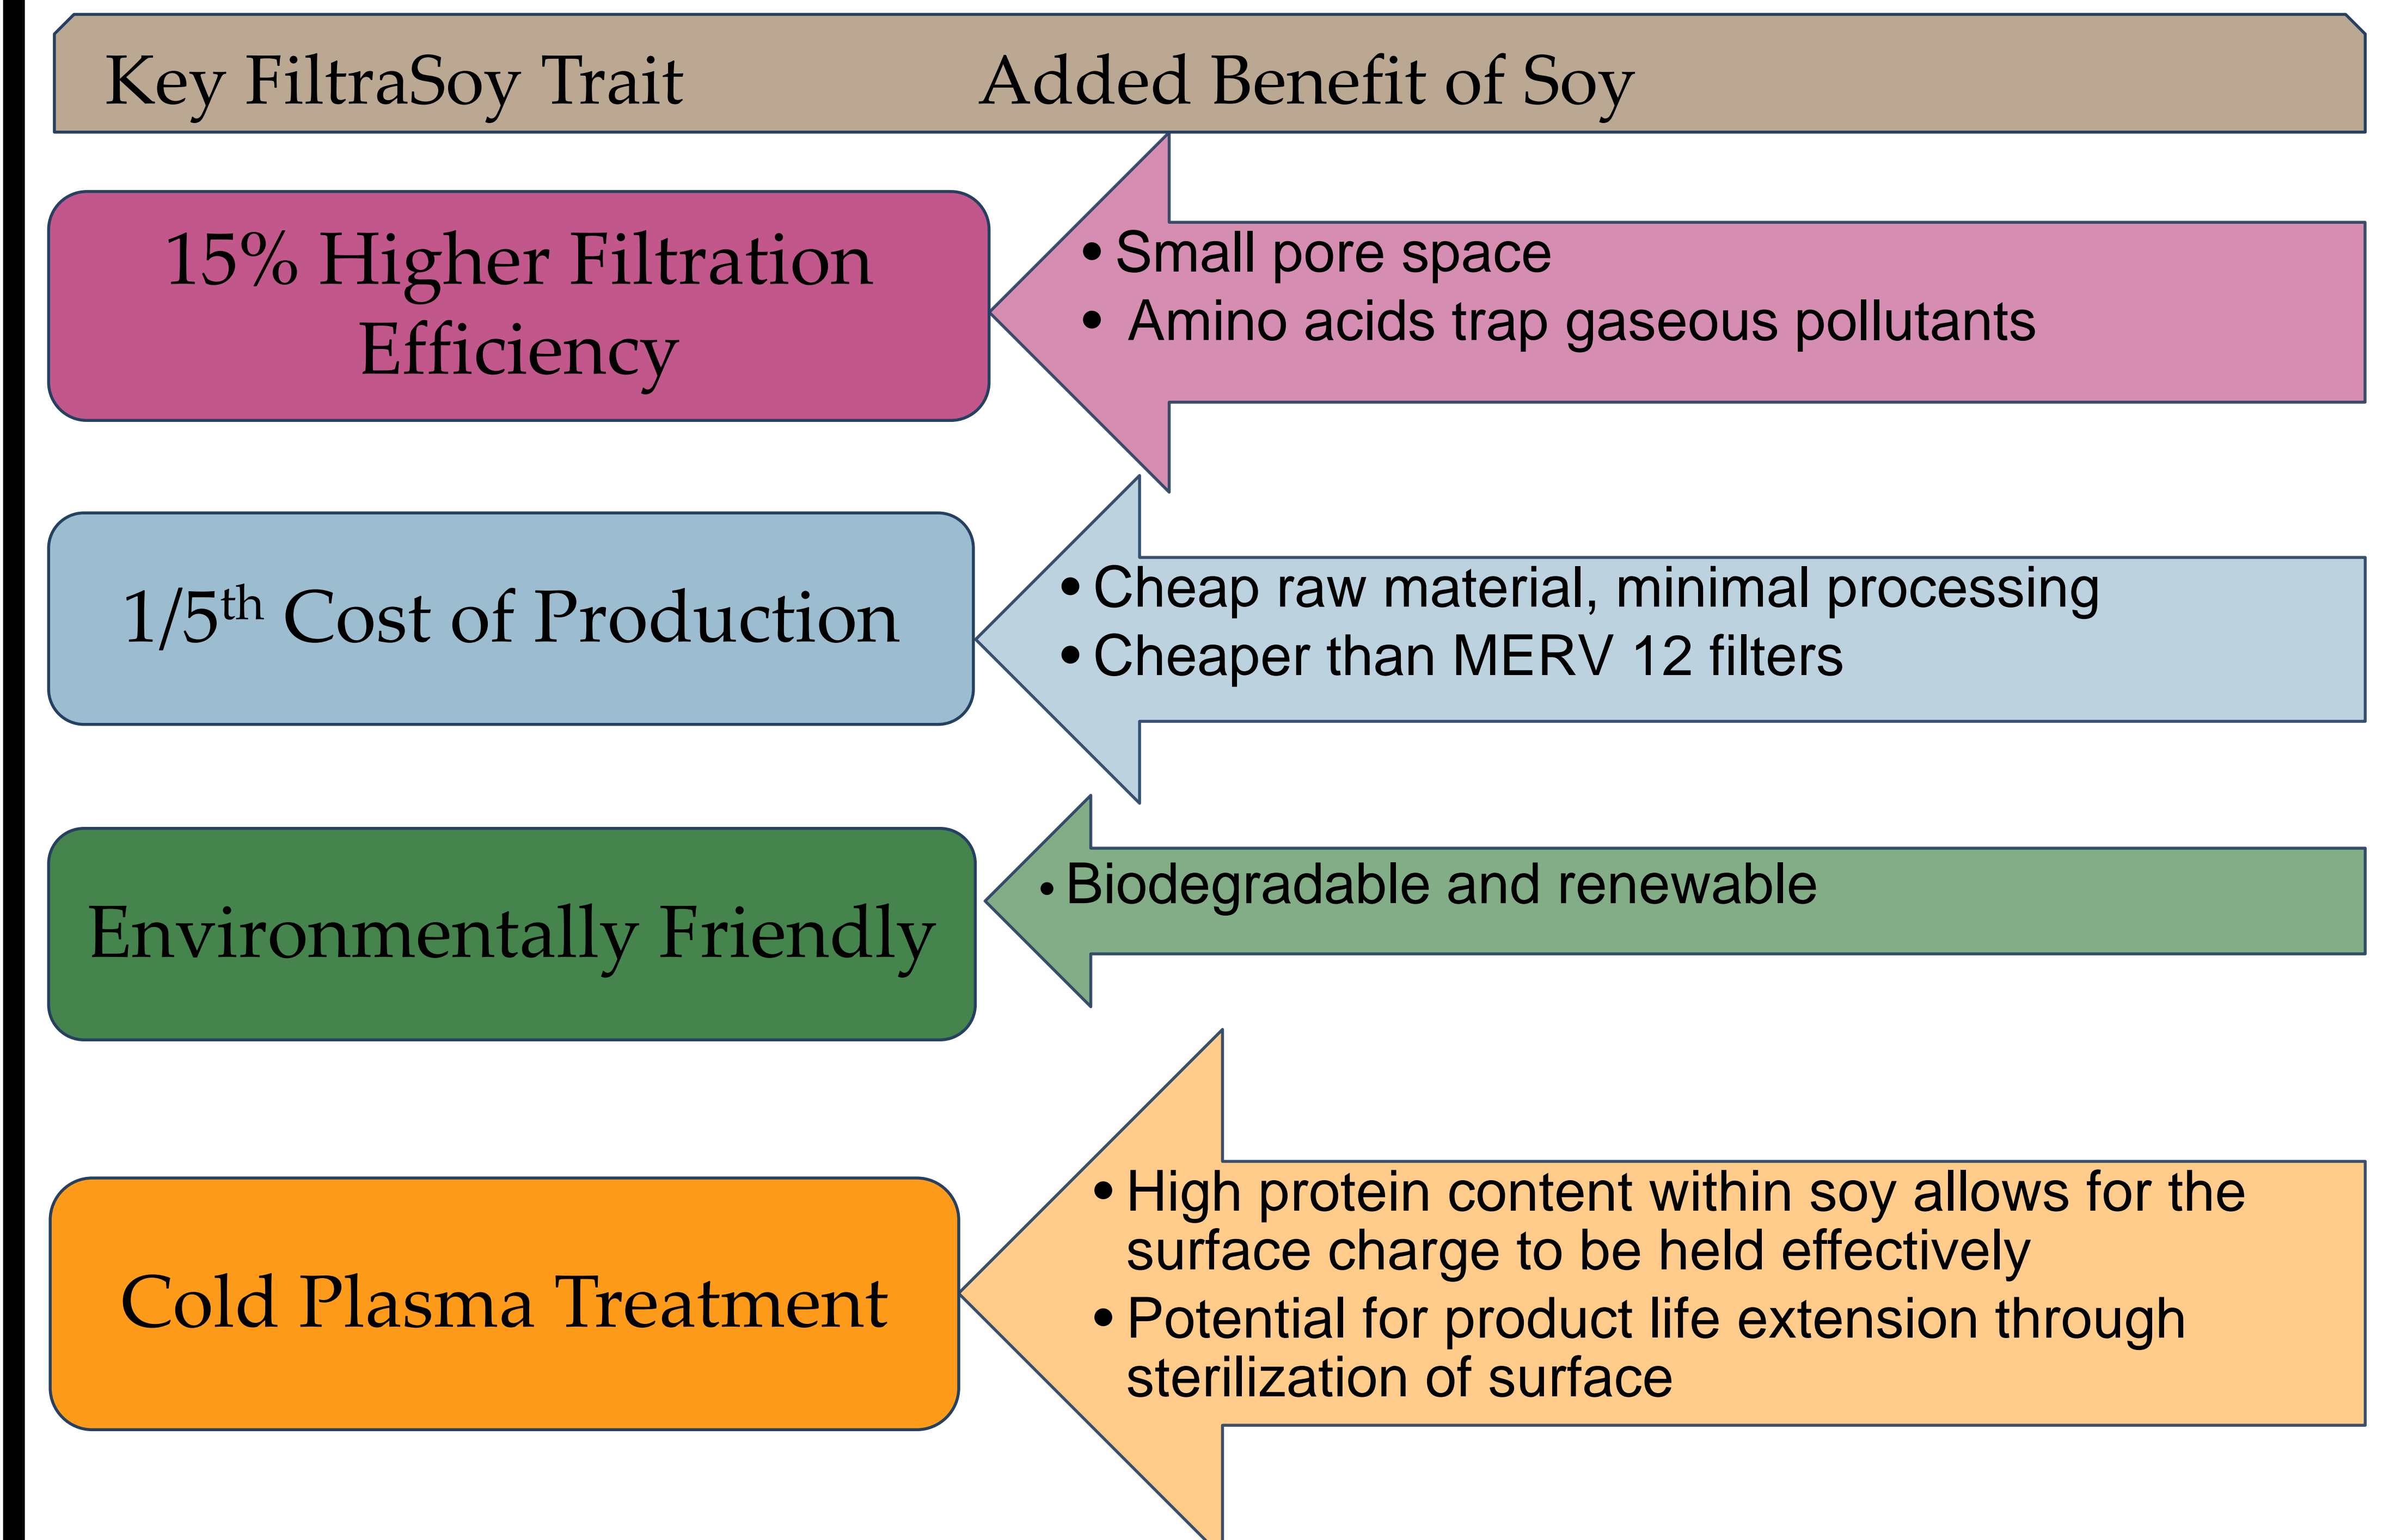 Key FiltraSoy Trait Added Benefit of Soy
15% Higher Filtration
Efficiency
• Small pore space
• Amino acids trap gaseous pollutants
1/5th Cost of Production
• Cheap raw material, minimal processing
• Cheaper than MERV 12 filters
Environmentally Friendly
• Biodegradable and renewable
Cold Plasma Treatment
• High protein content within soy allows for the
surface charge to be held effectively
• Potential for product life extension through
sterilization of surface